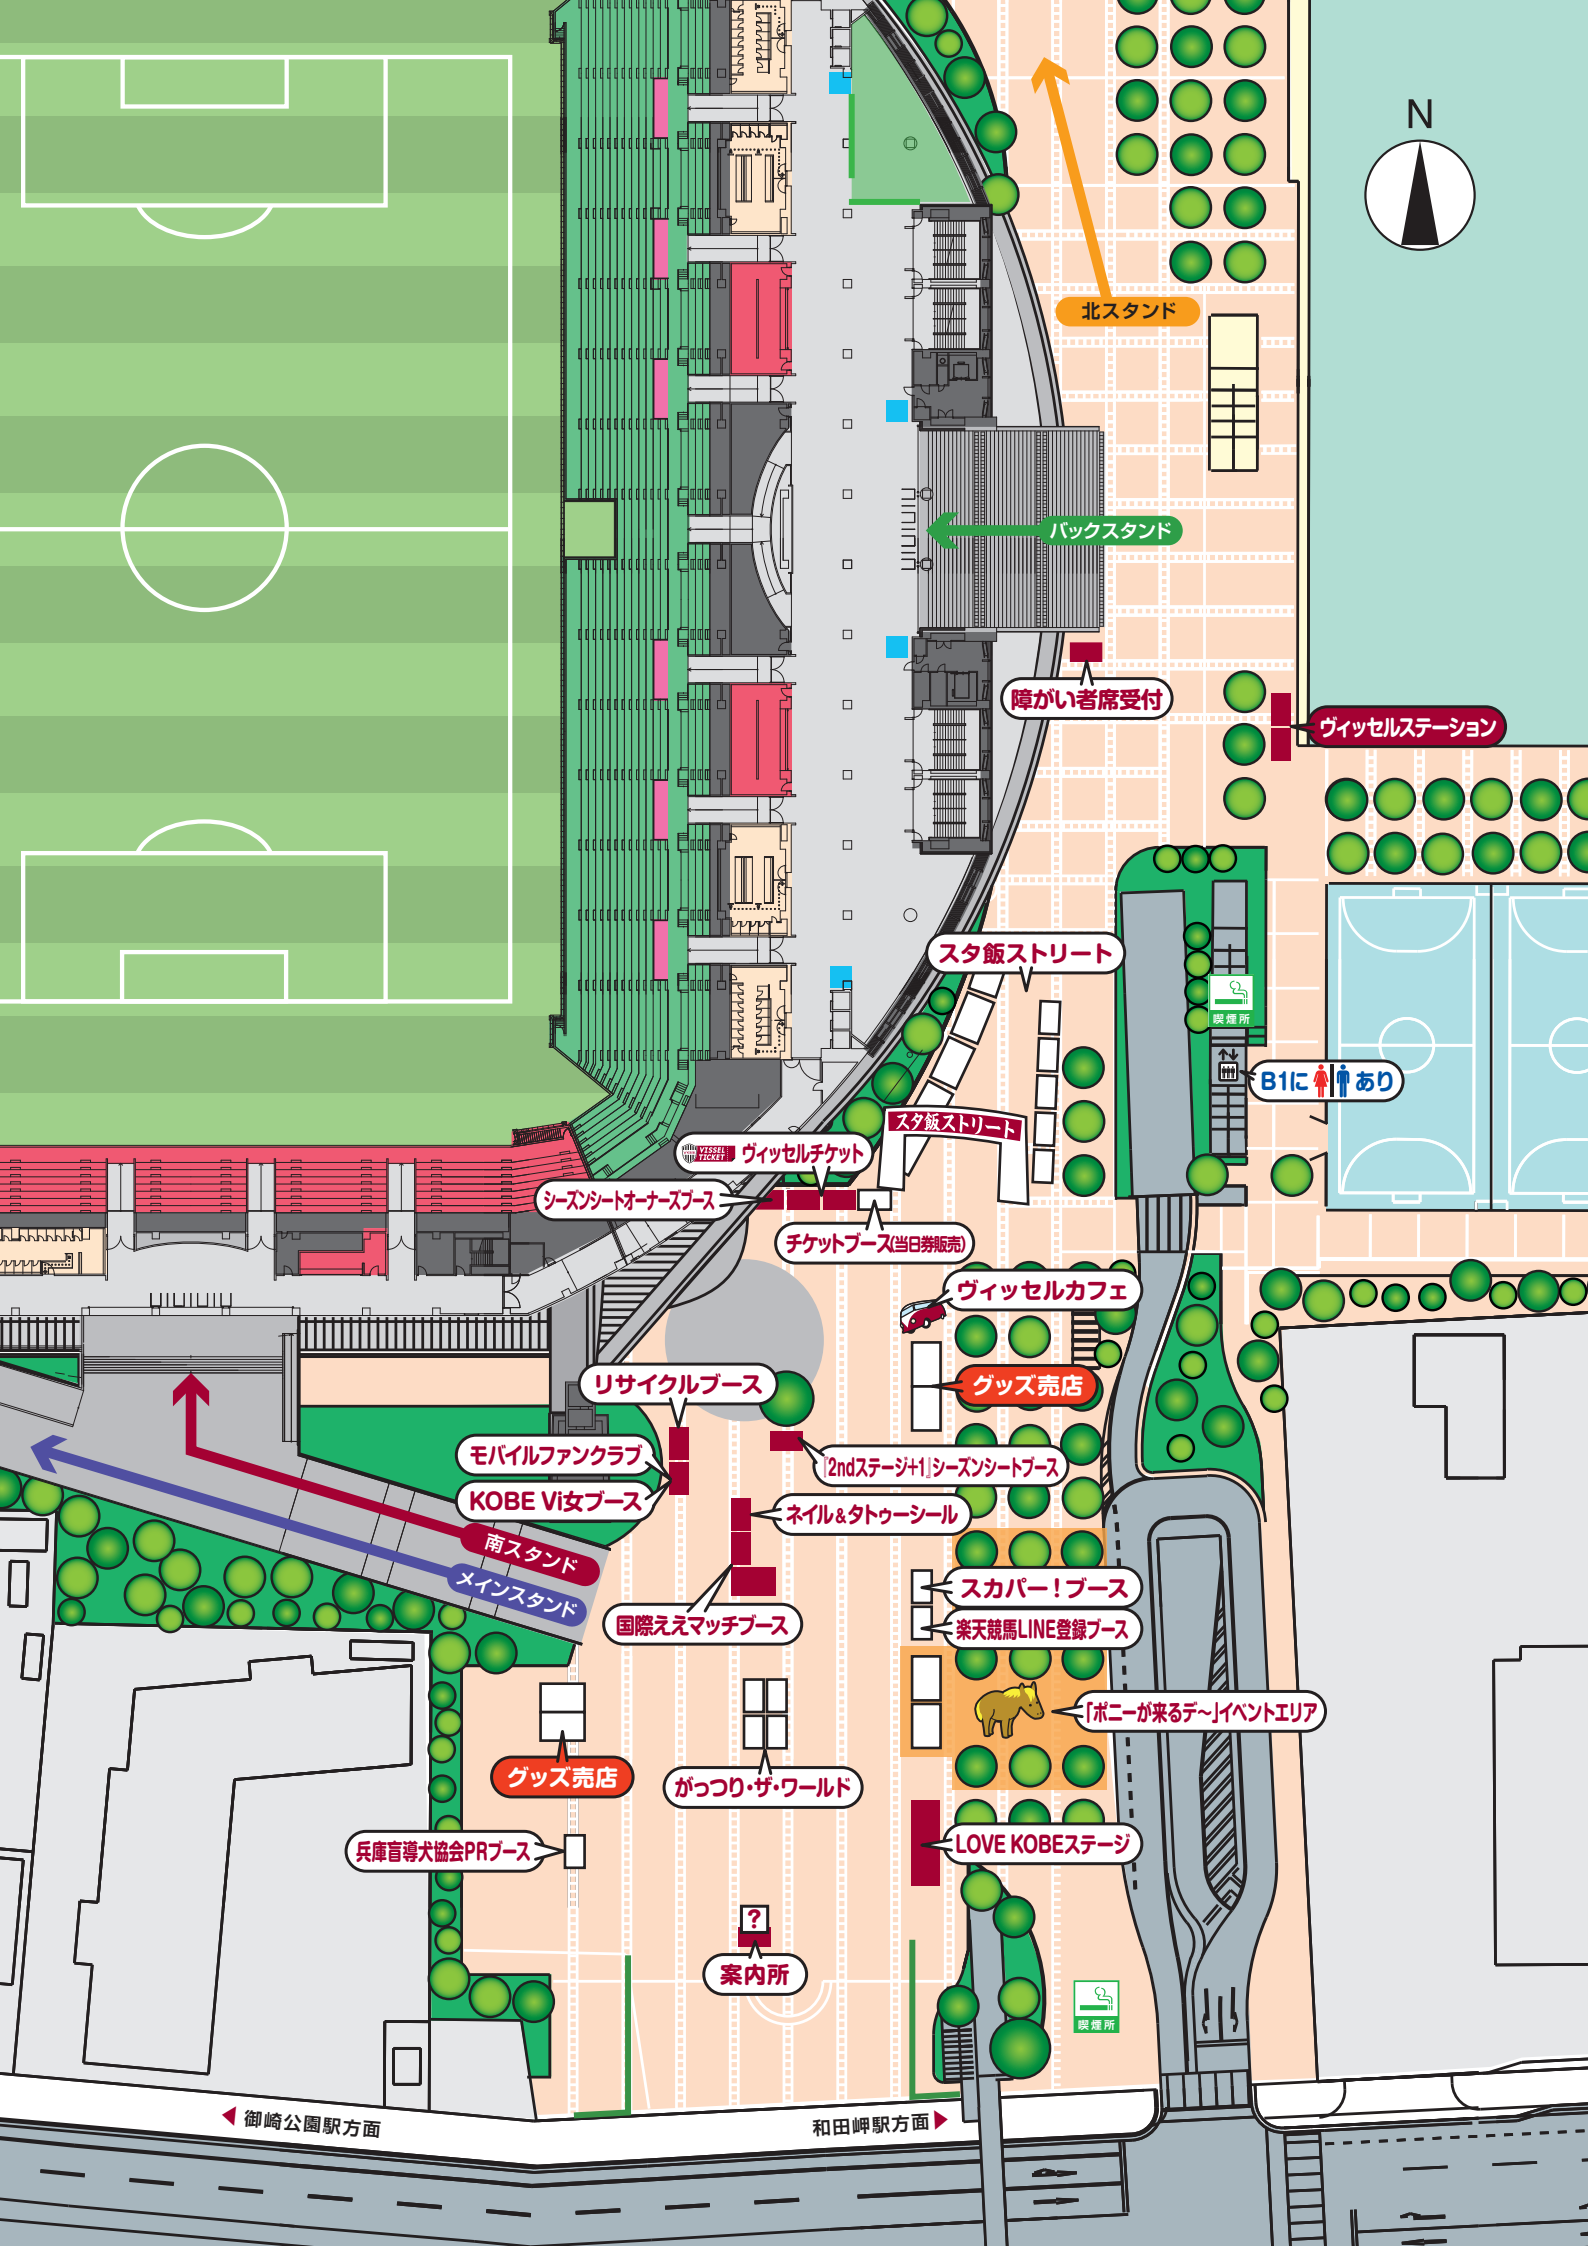 N
北スタンド
バックスタンド
障がい者席受付
ヴィッセルステーション
スタ飯ストリート
喫煙所
B1に
あり
スタ飯ストリート
VISSEL
TICKET
ヴィッセルチケット
シーズンシートオーナーズブース
チケットブース(当日券販売)
ヴィッセルカフェ
リサイクルブース
グッズ売店
モバイルファンクラブ
『2ndステージ+1』シーズンシートブース
KOBE Vi女ブース
ネイル&タトゥーシール
南スタンド
メインスタンド
スカパー!ブース
国際ええマッチブース
楽天競馬LINE登録ブース
「ポニーが来るデ～」イベントエリア
グッズ売店
がっつり・ザ・ワールド
兵庫盲導犬協会PRブース
LOVE KOBEステージ
?
案内所
喫煙所
御崎公園駅方面
和田岬駅方面